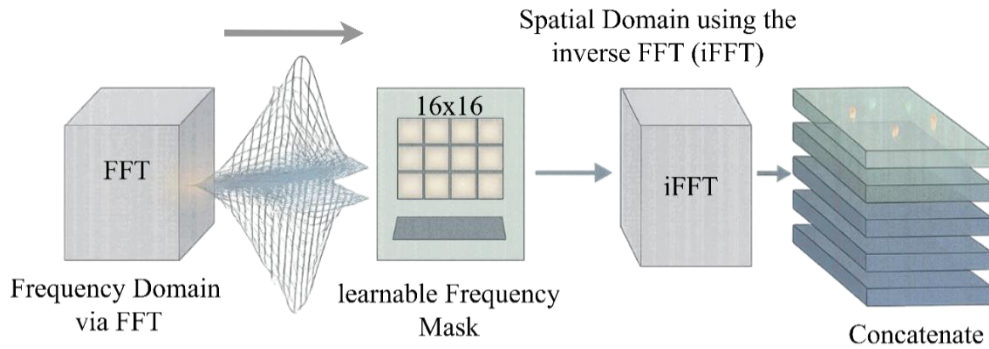 Spatial Domain using the
inverse FFT (iFFT)
FFT
16x16
iFFT
Frequency Domain
via FFT
learnable Frequency
Mask
Concatenate